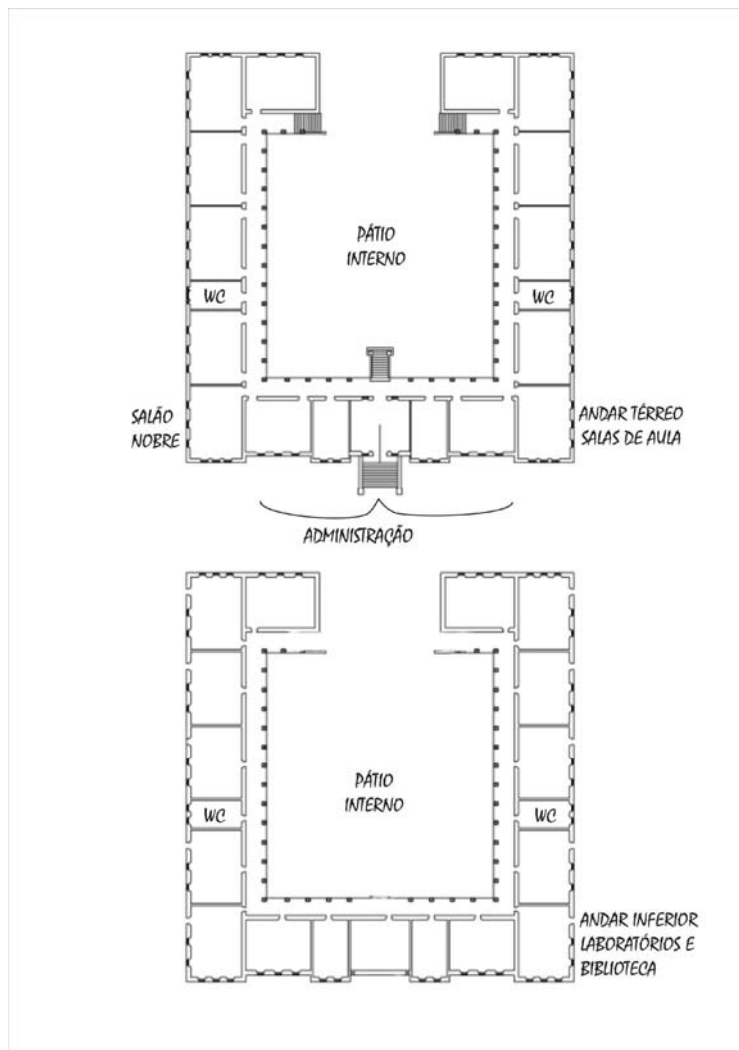 PÁTIO
INTERNO
WC
WC
SALÃO
NOBRE
ANDAR TÉRREO
SALAS DE AULA
ADMINISTRAÇÃO
PÁTIO
INTERNO
WC
WC
ANDAR INFERIOR
LABORATÓRIOS E
BIBLIOTECA